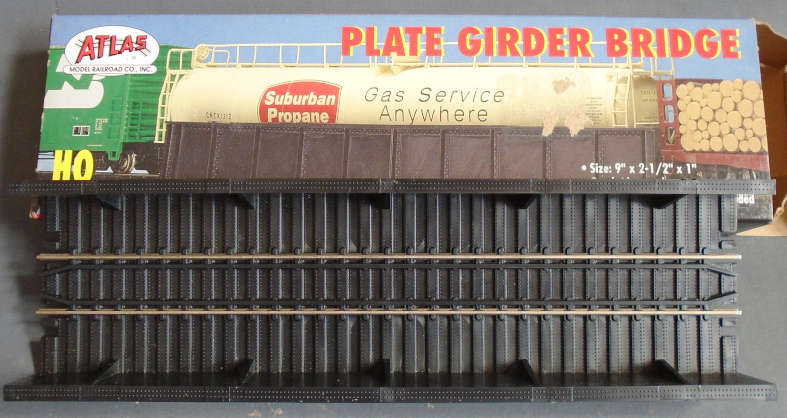 PLATE GIRDER BRIDGE
ATLAS
MODEL RAILROAD CO., INC.
Suburban
Propane
Gas Service
Anywhere
HO
• Size: 9" x 2-1/2" x 1"